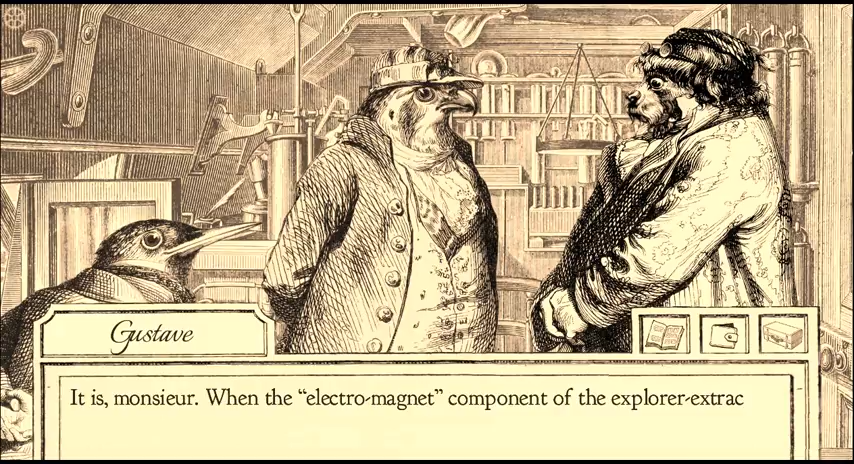 Gustave
It is, monsieur. When the “electro-magnet” component of the explorer-extrac